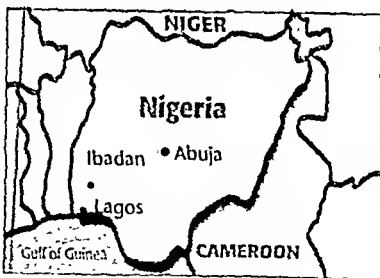 NIGER
Nigeria
Ibadan
Abuja
Lagos
Gulf of Guinea
CAMEROON